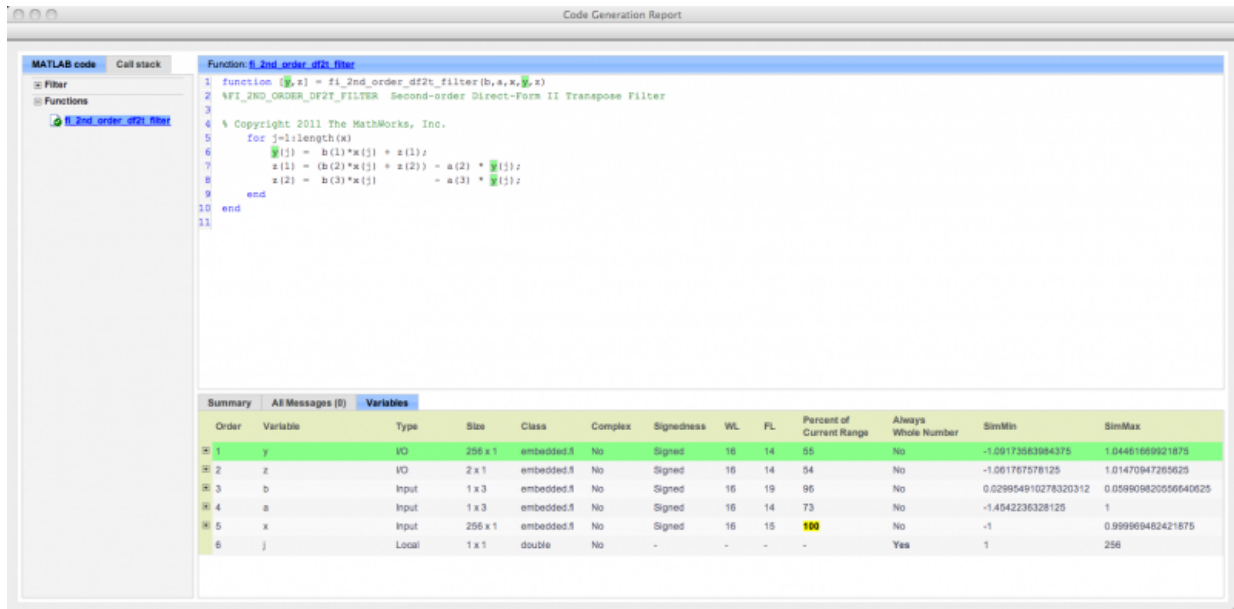 Code Generation Report
MATLAB code Call stack
Filter
Functions
fi_2nd_order_df2t_filter
Function: fi_2nd_order_df2t_filter
1 function [y,z] = fi_2nd_order_df2t_filter(b,a,x,y,z)
2 %FI_2ND_ORDER_DF2T_FILTER Second-order Direct-Form II Transpose Filter
3
4 % Copyright 2011 The MathWorks, Inc.
5 for j=1:length(x)
6 y(j) = b(1)*x(j) + z(1);
7 z(1) = (b(2)*x(j) + z(2)) - a(2) * y(j);
8 z(2) = b(3)*x(j) - a(3) * y(j);
9 end
10 end
11
Summary All Messages (0) Variables
Order Variable Type Size Class Complex Signedness WL FL Percent of Current Range Always Whole Number SimMin SimMax
1 y I/O 256 x 1 embedded.fi No Signed 16 14 55 No -1.09173583984375 1.04461669921875
2 z I/O 2 x 1 embedded.fi No Signed 16 14 54 No -1.061767578125 1.01470947265625
3 b Input 1 x 3 embedded.fi No Signed 16 19 96 No 0.029954910278320312 0.059909820556640625
4 a Input 1 x 3 embedded.fi No Signed 16 14 73 No -1.4542236328125 1
5 x Input 256 x 1 embedded.fi No Signed 16 15 100 No -1 0.999969482421875
6 j Local 1 x 1 double No - - - - Yes 1 256